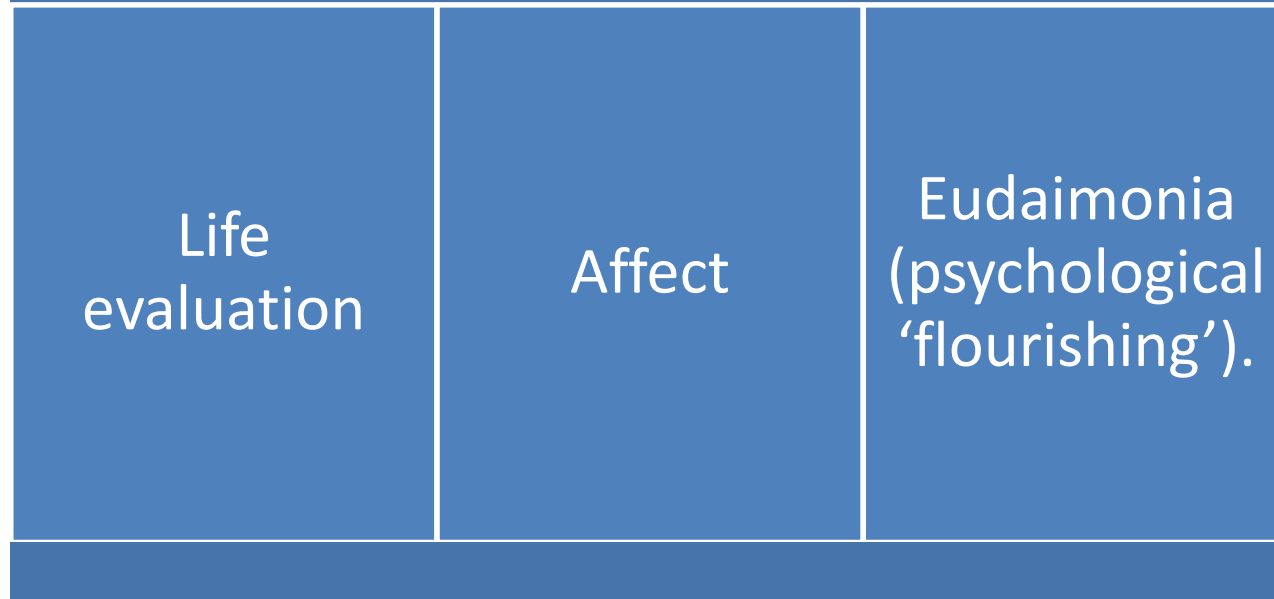 Life
evaluation
Affect
Eudaimonia
(psychological
‘flourishing’).